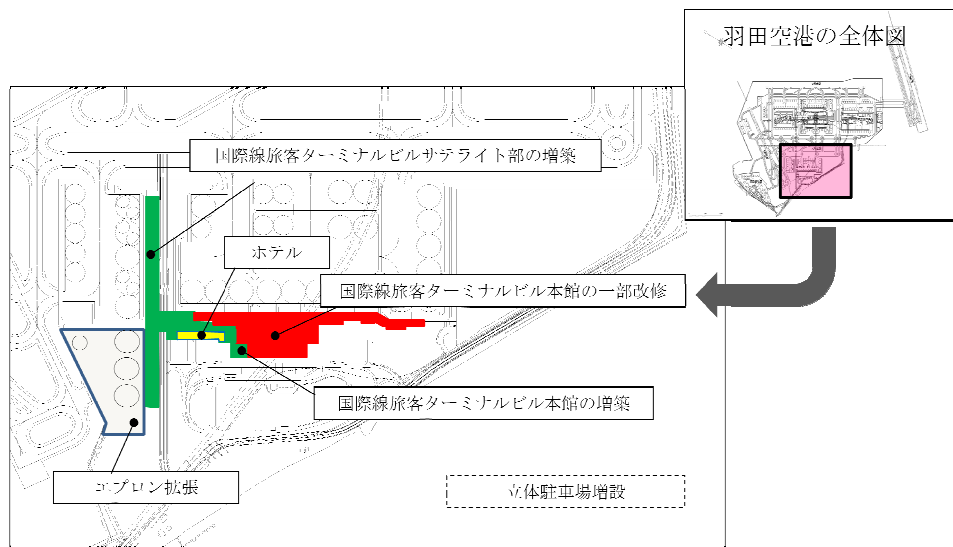 羽田空港の全体図
国際線旅客ターミナルビルサテライト部の増築
ホテル
国際線旅客ターミナルビル本館の一部改修
国際線旅客ターミナルビル本館の増築
エプロン拡張
立体駐車場増設